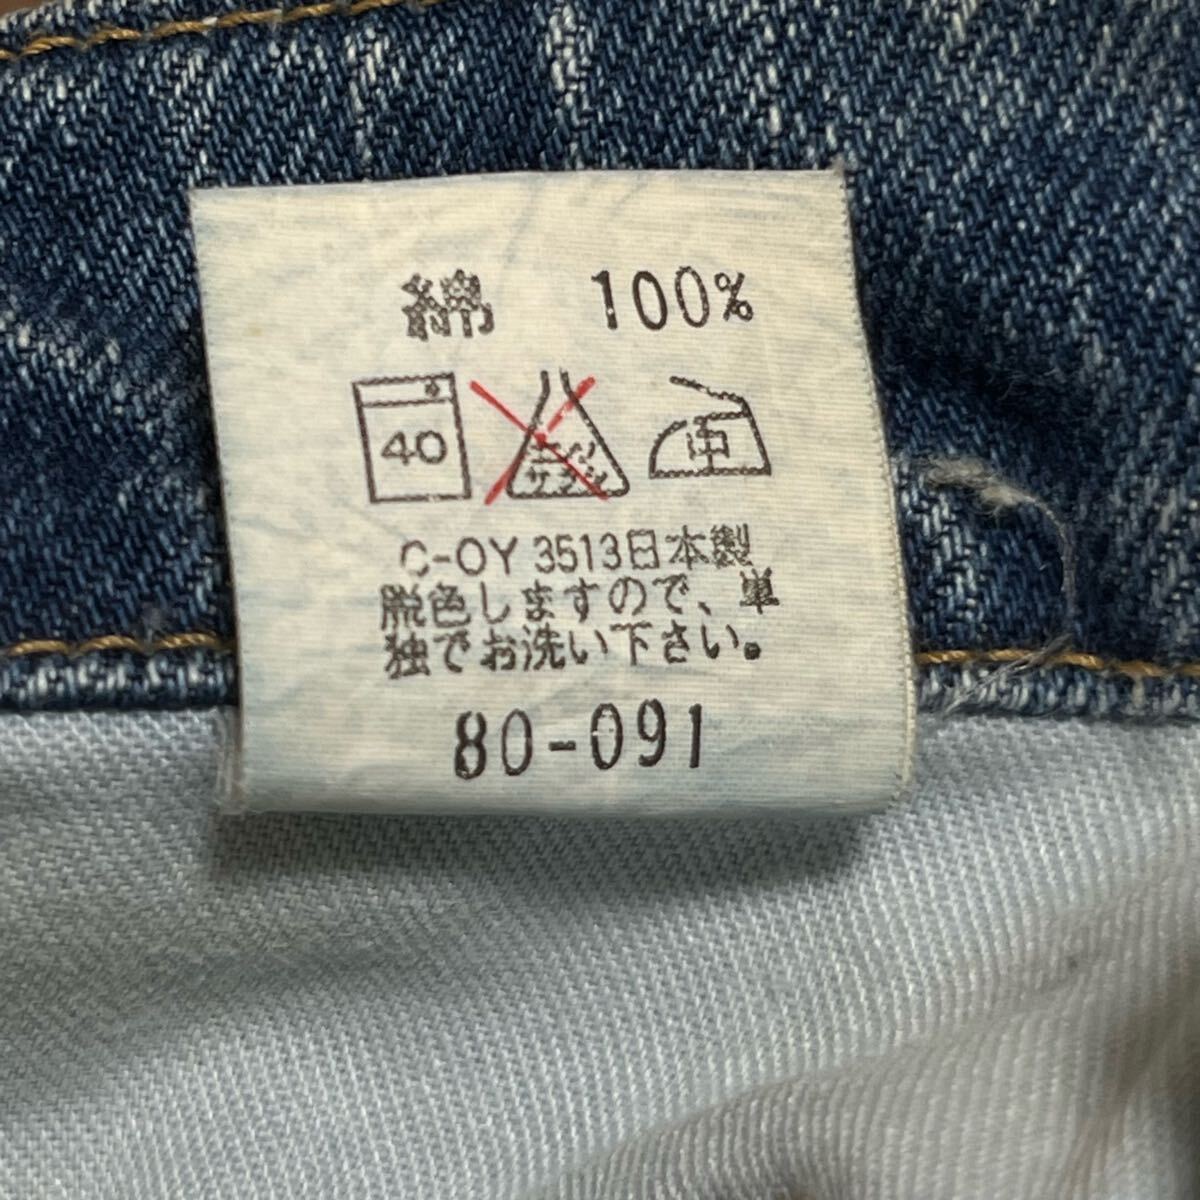 綿 100%
40 エンソ サラシ 中
C-OY 3513日本製
脱色しますので、単
独でお洗い下さい。
80-091